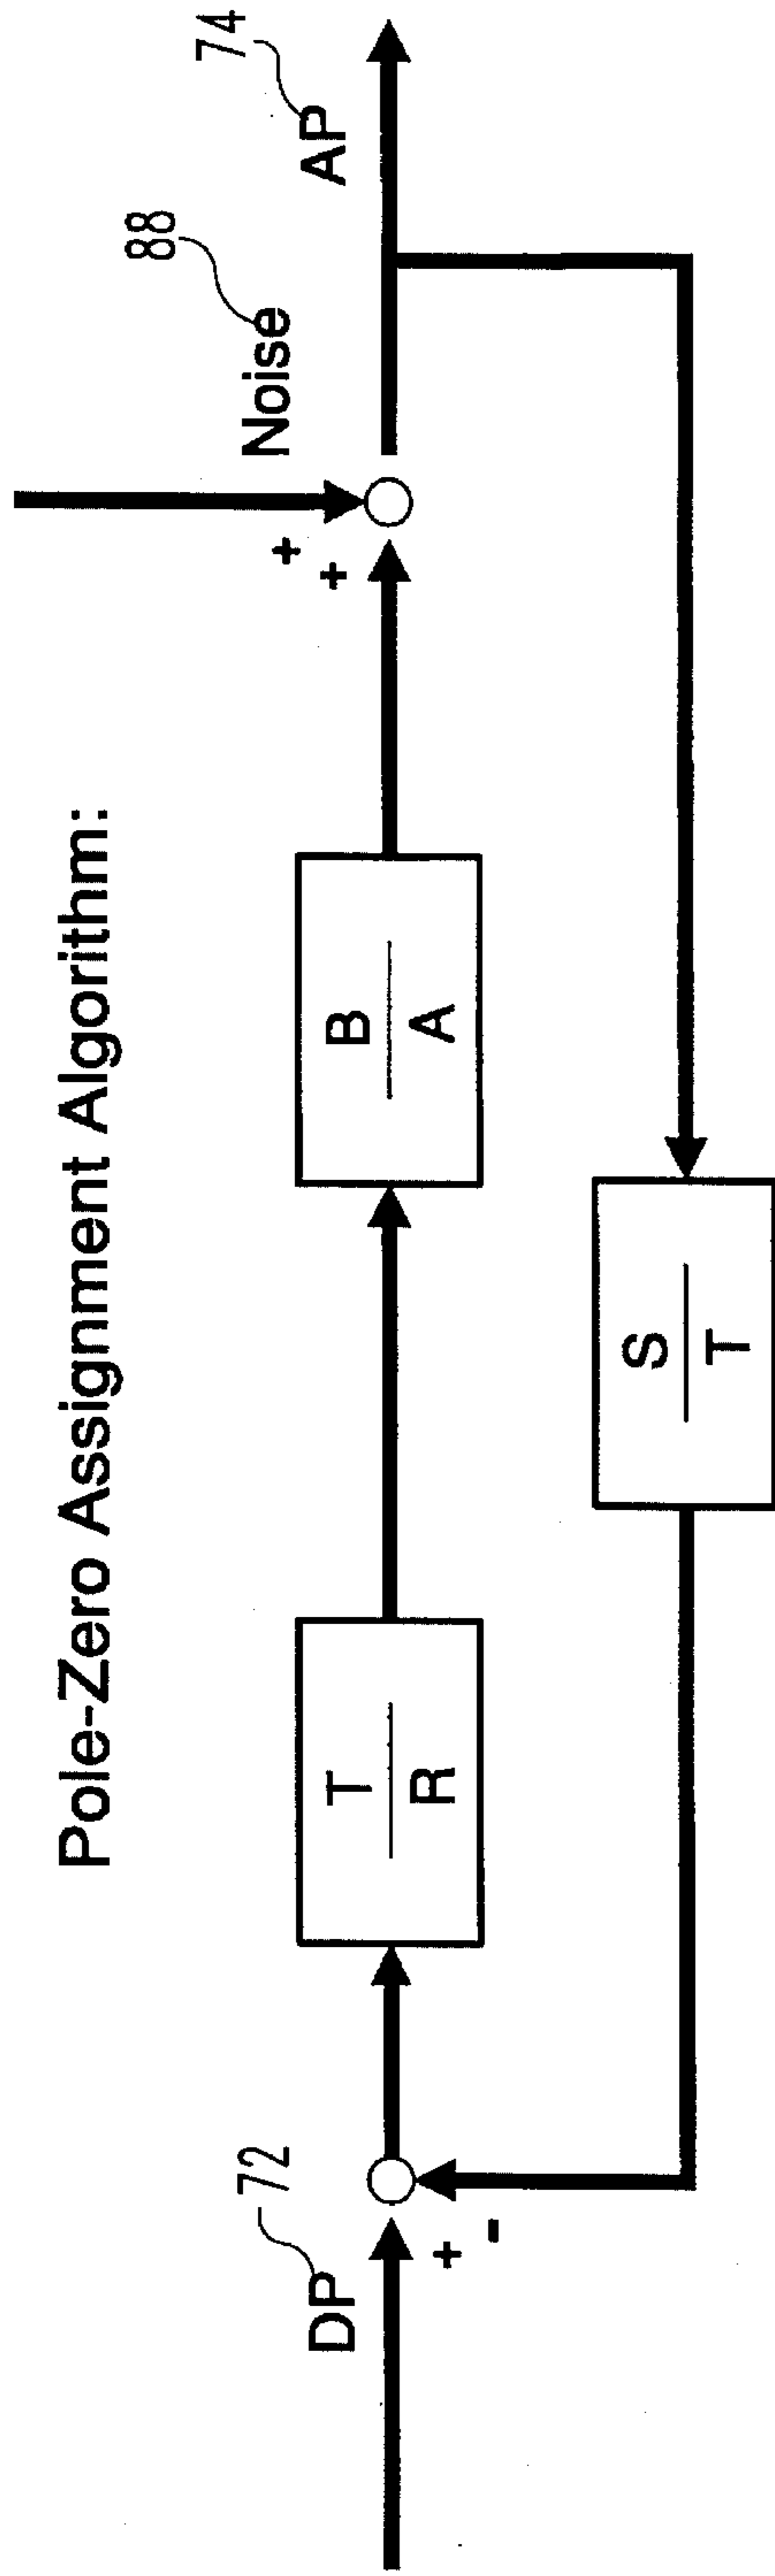 Pole-Zero Assignment Algorithm:
88
Noise
74
AP
+
+
72
DP
+
-
T
R
B
A
S
T